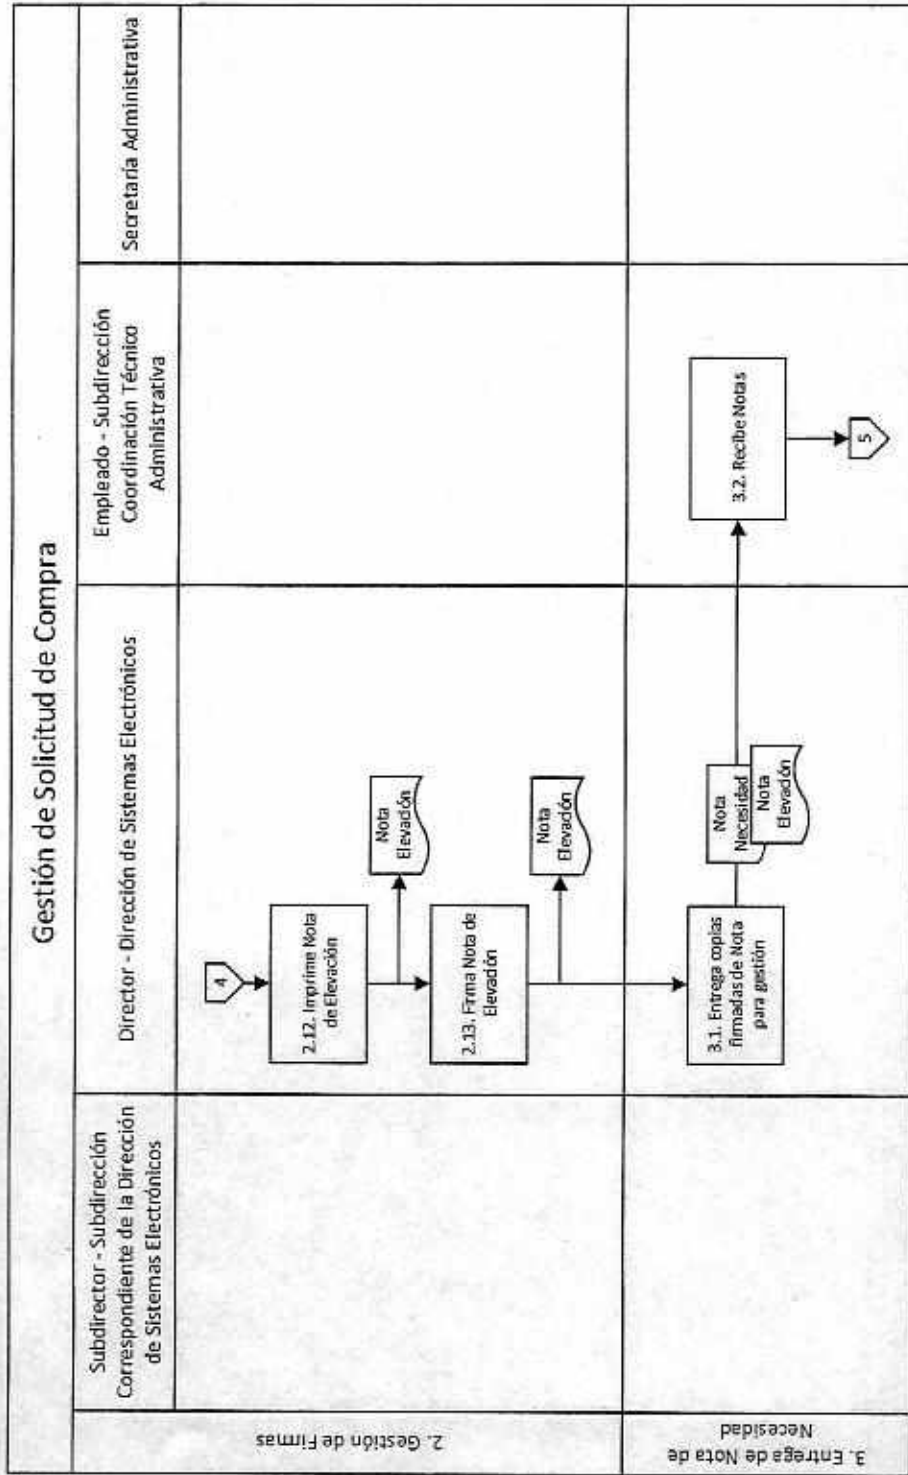 Gestión de Solicitud de Compra
Subdirector - Subdirección
Correspondiente de la Dirección
de Sistemas Electrónicos
Director - Dirección de Sistemas Electrónicos
Empleado - Subdirección
Coordinación Técnico
Administrativa
Secretaría Administrativa
2. Gestión de Firmas
4
2.12. Imprime Nota
de Elevación
Nota
Elevación
2.13. Firma Nota de
Elevación
Nota
Elevación
3. Entrega de Nota de
Necesidad
3.1. Entrega copias
firmadas de Nota
para gestión
Nota
Necesidad
Nota
Elevación
3.2. Recibe Notas
5